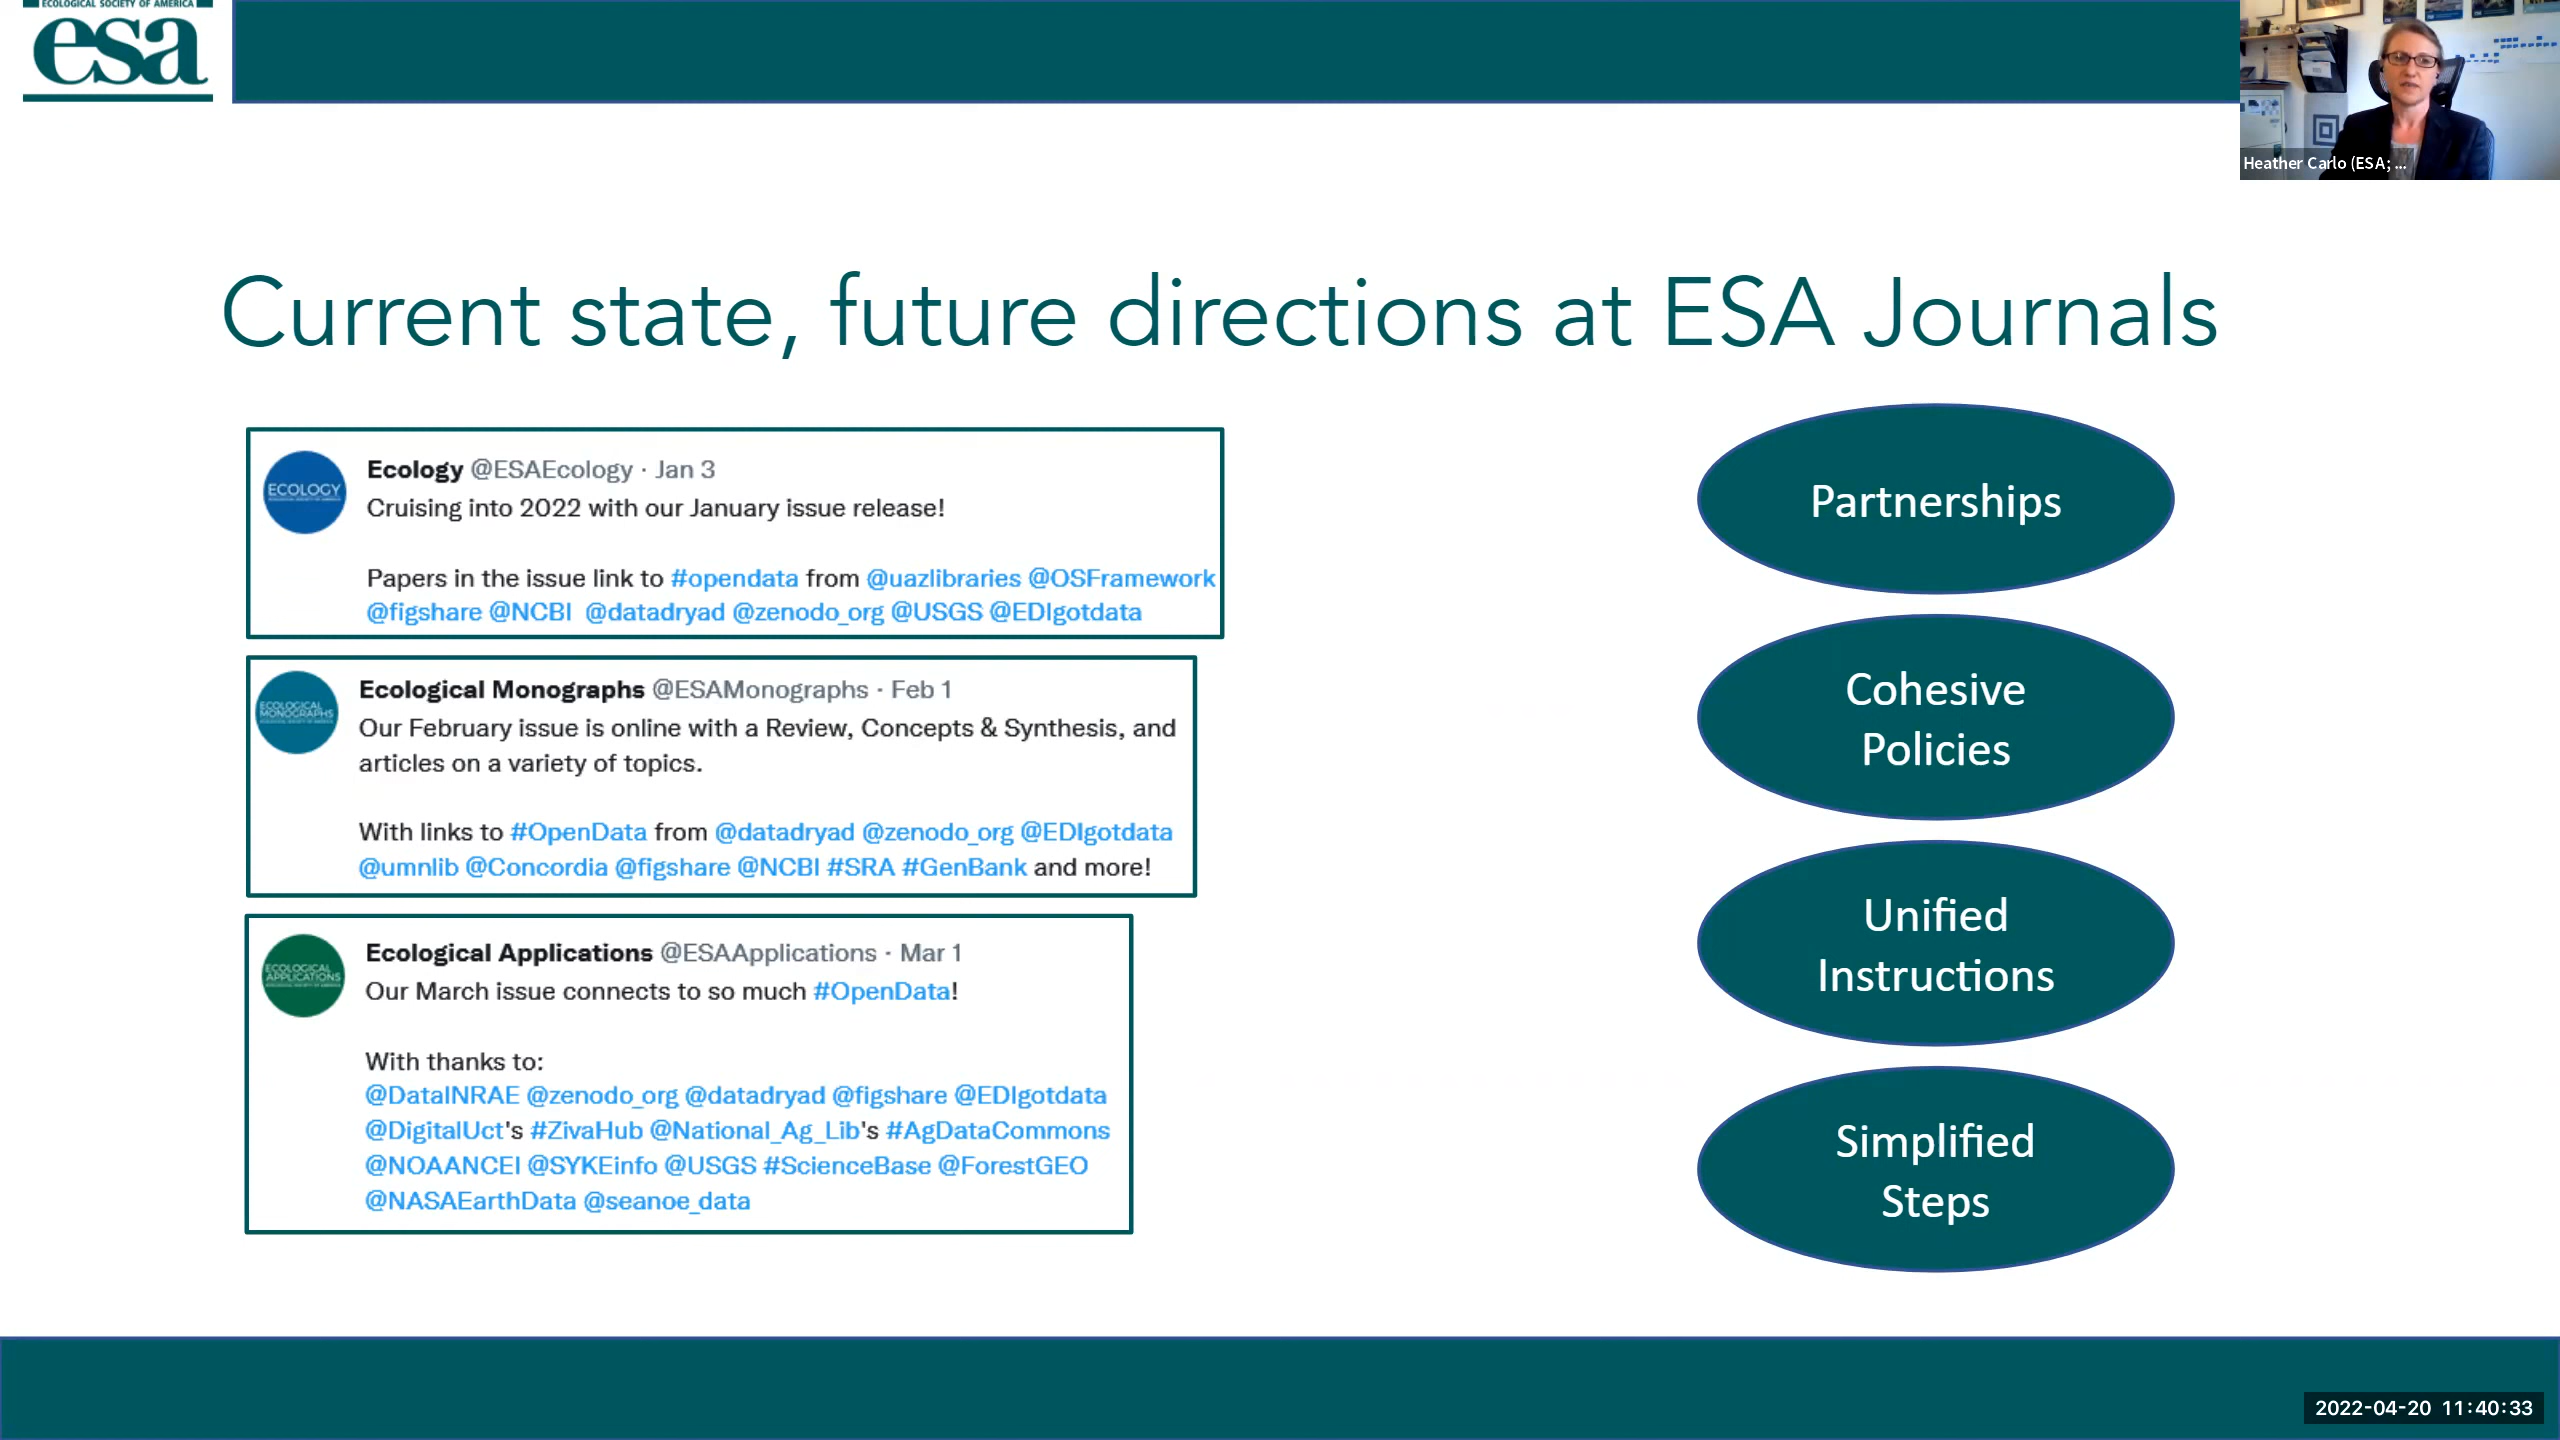 ECOLOGICAL SOCIETY OF AMERICA
esa
Heather Carlo (ESA; ...
Current state, future directions at ESA Journals
ECOLOGY
Ecology @ESAEcology · Jan 3
Cruising into 2022 with our January issue release!
Papers in the issue link to #opendata from @uazlibraries @OSFramework
@figshare @NCBI @datadryad @zenodo_org @USGS @EDIgotdata
ECOLOGICAL
MONOGRAPHS
Ecological Monographs @ESAMonographs · Feb 1
Our February issue is online with a Review, Concepts & Synthesis, and
articles on a variety of topics.
With links to #OpenData from @datadryad @zenodo_org @EDIgotdata
@umnlib @Concordia @figshare @NCBI #SRA #GenBank and more!
ECOLOGICAL
APPLICATIONS
Ecological Applications @ESAApplications · Mar 1
Our March issue connects to so much #OpenData!
With thanks to:
@DataINRAE @zenodo_org @datadryad @figshare @EDIgotdata
@DigitalUct's #ZivaHub @National_Ag_Lib's #AgDataCommons
@NOAANCEI @SYKEinfo @USGS #ScienceBase @ForestGEO
@NASAEarthData @seanoe_data
Partnerships
Cohesive
Policies
Unified
Instructions
Simplified
Steps
2022-04-20 11:40:33